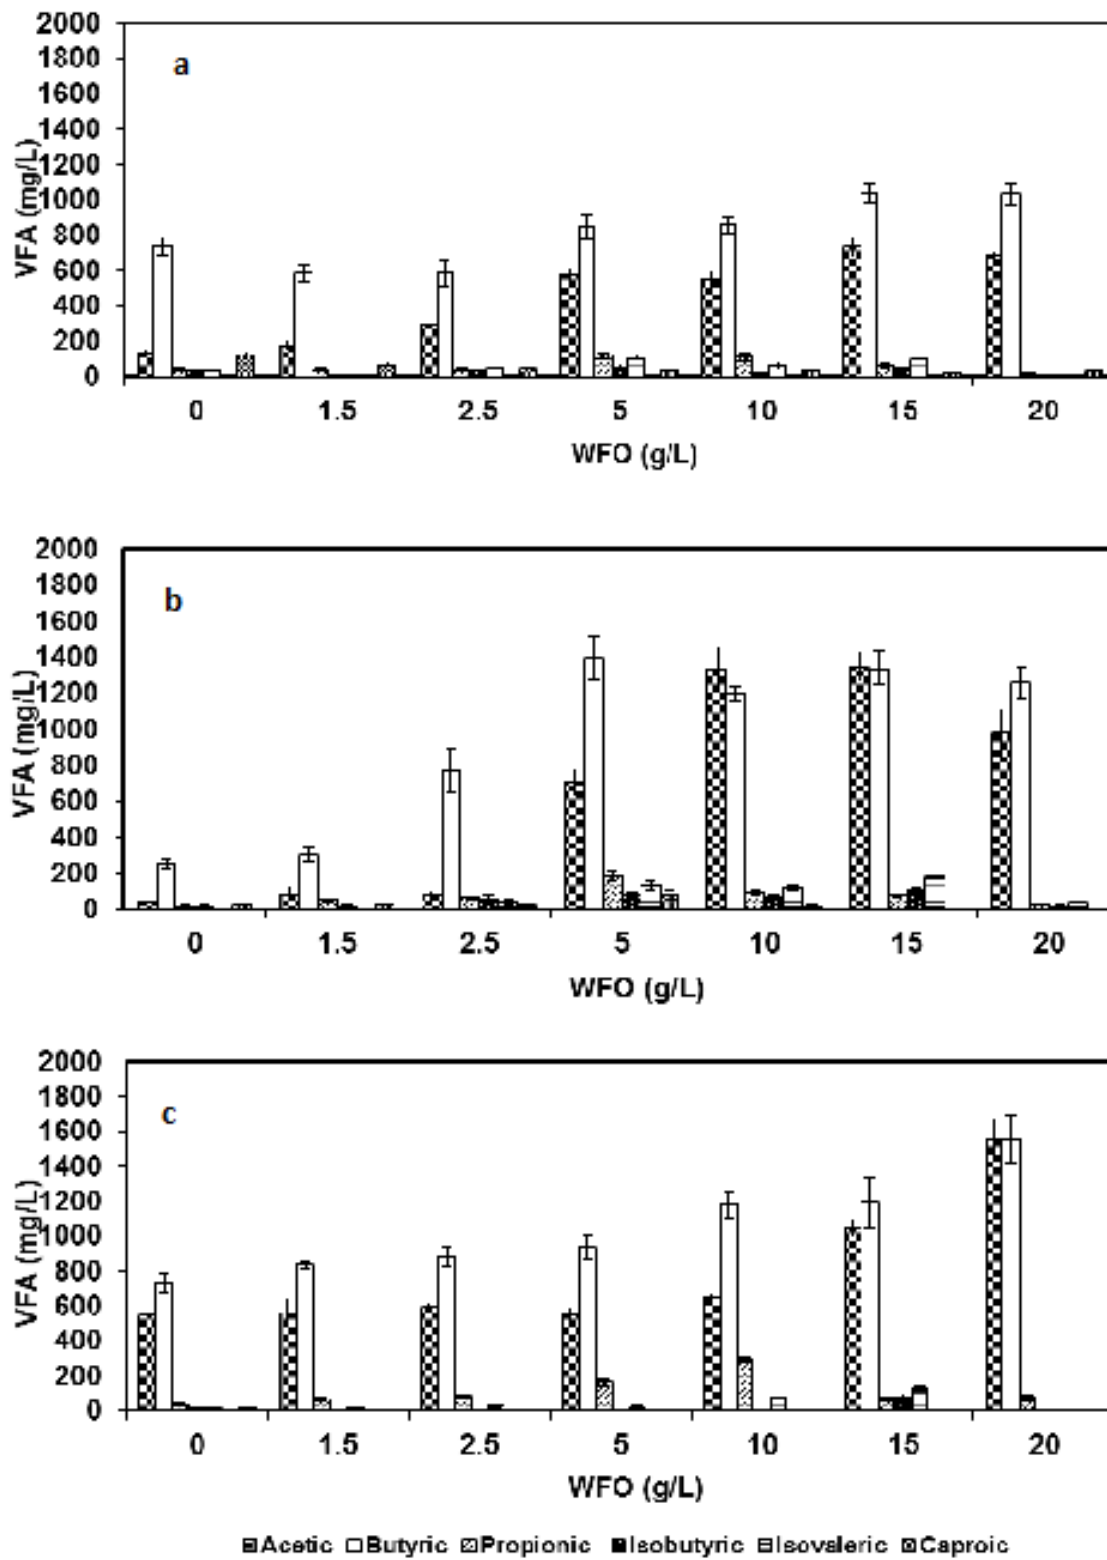 2000
1800
1600
1400
1200
1000
800
600
400
200
0
VFA (mg/L)
a
0 1.5 2.5 5 10 15 20
WFO (g/L)
2000
1800
1600
1400
1200
1000
800
600
400
200
0
VFA (mg/L)
b
0 1.5 2.5 5 10 15 20
WFO (g/L)
2000
1800
1600
1400
1200
1000
800
600
400
200
0
VFA (mg/L)
c
0 1.5 2.5 5 10 15 20
WFO (g/L)
Acetic Butyric Propionic Isobutyric Isovaleric Caproic